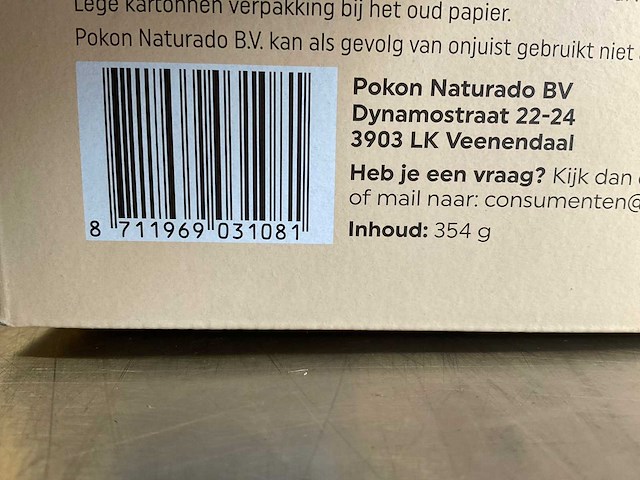 Lege kartonnen verpakking bij het oud papier.
Pokon Naturado B.V. kan als gevolg van onjuist gebruikt niet
Pokon Naturado BV
Dynamostraat 22-24
3903 LK Veenendaal
Heb je een vraag? Kijk dan
of mail naar: consumenten@
Inhoud: 354 g
8 711969 031081